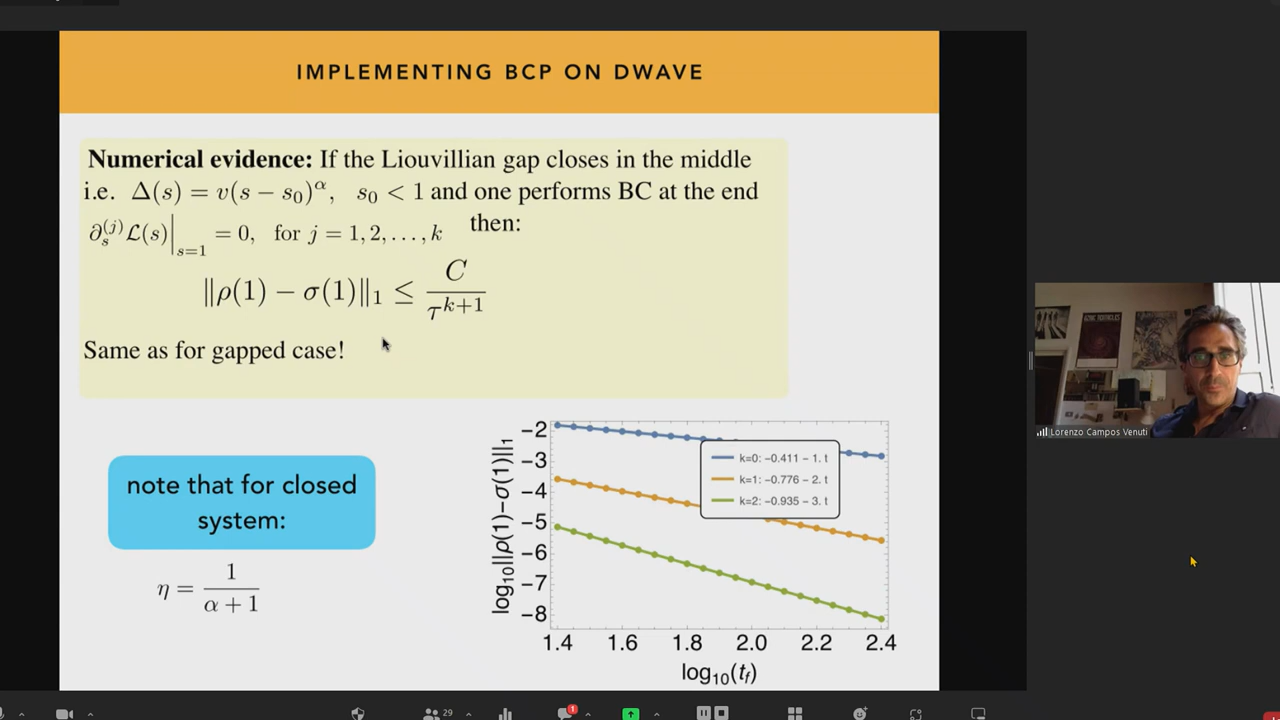 IMPLEMENTING BCP ON DWAVE
Numerical evidence: If the Liouvillian gap closes in the middle
i.e. Δ(s) = v(s − s₀)^α, s₀ < 1 and one performs BC at the end
∂ₛ^(j) ℒ(s)|ₛ₌₁ = 0, for j = 1, 2, . . . , k then:
‖ρ(1) − σ(1)‖₁ ≤ C / τ^(k+1)
Same as for gapped case!
note that for closed
system:
η = 1 / (α + 1)
log₁₀‖ρ(1)−σ(1)‖₁
−2
−3
−4
−5
−6
−7
−8
k=0: −0.411 − 1. t
k=1: −0.776 − 2. t
k=2: −0.935 − 3. t
1.4 1.6 1.8 2.0 2.2 2.4
log₁₀(t_f)
Lorenzo Campos Venuti
29
1